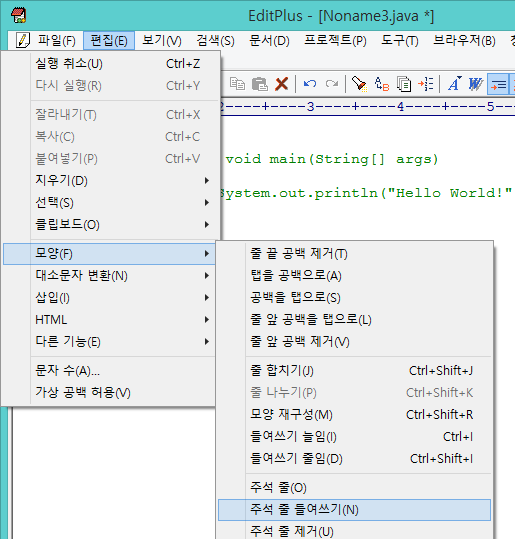 EditPlus - [Noname3.java *]
파일(F) 편집(E) 보기(V) 검색(S) 문서(D) 프로젝트(P) 도구(T) 브라우저(B)
실행 취소(U) Ctrl+Z
다시 실행(R) Ctrl+Y
잘라내기(T) Ctrl+X
복사(C) Ctrl+C
붙여넣기(P) Ctrl+V
지우기(D)
선택(S)
클립보드(O)
모양(F)
대소문자 변환(N)
삽입(I)
HTML
다른 기능(E)
문자 수(A)...
가상 공백 허용(V)
2----+----3----+----4----+----5--
void main(String[] args)
System.out.println("Hello World!"
줄 끝 공백 제거(T)
탭을 공백으로(A)
공백을 탭으로(S)
줄 앞 공백을 탭으로(L)
줄 앞 공백 제거(V)
줄 합치기(J) Ctrl+Shift+J
줄 나누기(P) Ctrl+Shift+K
모양 재구성(M) Ctrl+Shift+R
들여쓰기 늘임(I) Ctrl+I
들여쓰기 줄임(D) Ctrl+Shift+I
주석 줄(O)
주석 줄 들여쓰기(N)
주석 줄 제거(U)